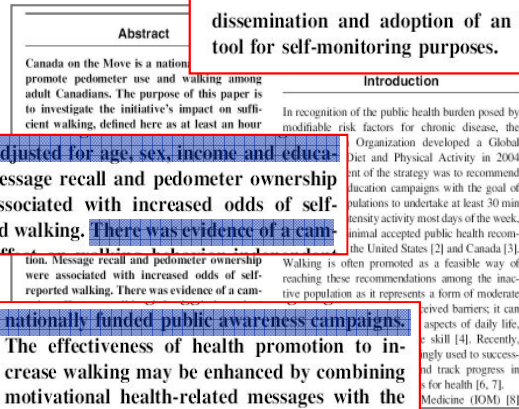 dissemination and adoption of an
tool for self-monitoring purposes.
Abstract
Canada on the Move is a nation
promote pedometer use and walking among
adult Canadians. The purpose of this paper is
to investigate the initiative's impact on suffi-
cient walking, defined here as at least an hour
djusted for age, sex, income and educa-
essage recall and pedometer ownership
ssociated with increased odds of self-
d walking. There was evidence of a cam-
tion. Message recall and pedometer ownership
were associated with increased odds of self-
reported walking. There was evidence of a cam-
nationally funded public awareness campaigns.
The effectiveness of health promotion to in-
crease walking may be enhanced by combining
motivational health-related messages with the
Introduction
In recognition of the public health burden posed by
modifiable risk factors for chronic disease, the
Organization developed a Global
Diet and Physical Activity in 2004
ent of the strategy was to recommend
ducation campaigns with the goal of
pulations to undertake at least 30 min
tensity activity most days of the week,
inimal accepted public health recom-
the United States [2] and Canada [3].
Walking is often promoted as a feasible way of
reaching these recommendations among the inac-
tive population as it represents a form of moderate
ceived barriers; it can
aspects of daily life,
e skill [4]. Recently,
ingly used to success-
nd track progress in
s for health [6, 7].
Medicine (IOM) [8]